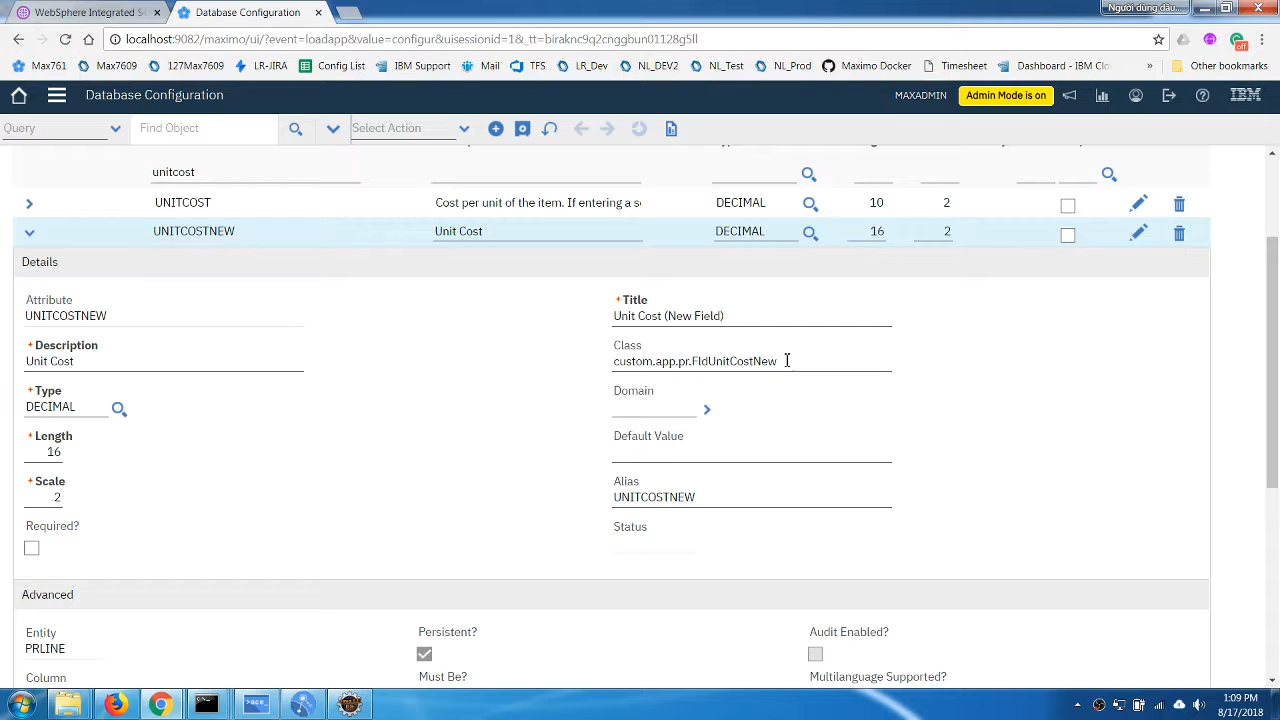 WebSphere Integrated S
Database Configuration
Người dùng đầu...
localhost:9082/maximo/ui/?event=loadapp&value=configur&uisessionid=1&_tt=biraknc9q2cnggbun01128g5ll
Max761
Max7609
127Max7609
LR-JIRA
Config List
IBM Support
Mail
TFS
LR_Dev
NL_DEV2
NL_Test
NL_Prod
Maximo Docker
Timesheet
Dashboard - IBM Clo
»
Other bookmarks
off
Database Configuration
MAXADMIN
Admin Mode is on
IBM
Query
Find Object
Select Action
unitcost
UNITCOST Cost per unit of the item. If entering a s DECIMAL 10 2
UNITCOSTNEW Unit Cost DECIMAL 16 2
Details
Attribute
UNITCOSTNEW
* Title
Unit Cost (New Field)
* Description
Unit Cost
Class
custom.app.pr.FldUnitCostNew
* Type
DECIMAL
Domain
* Length
16
Default Value
* Scale
2
Alias
UNITCOSTNEW
Required?
Status
Advanced
Entity
PRLINE
Persistent?
Audit Enabled?
Column
Must Be?
Multilanguage Supported?
1:09 PM
8/17/2018